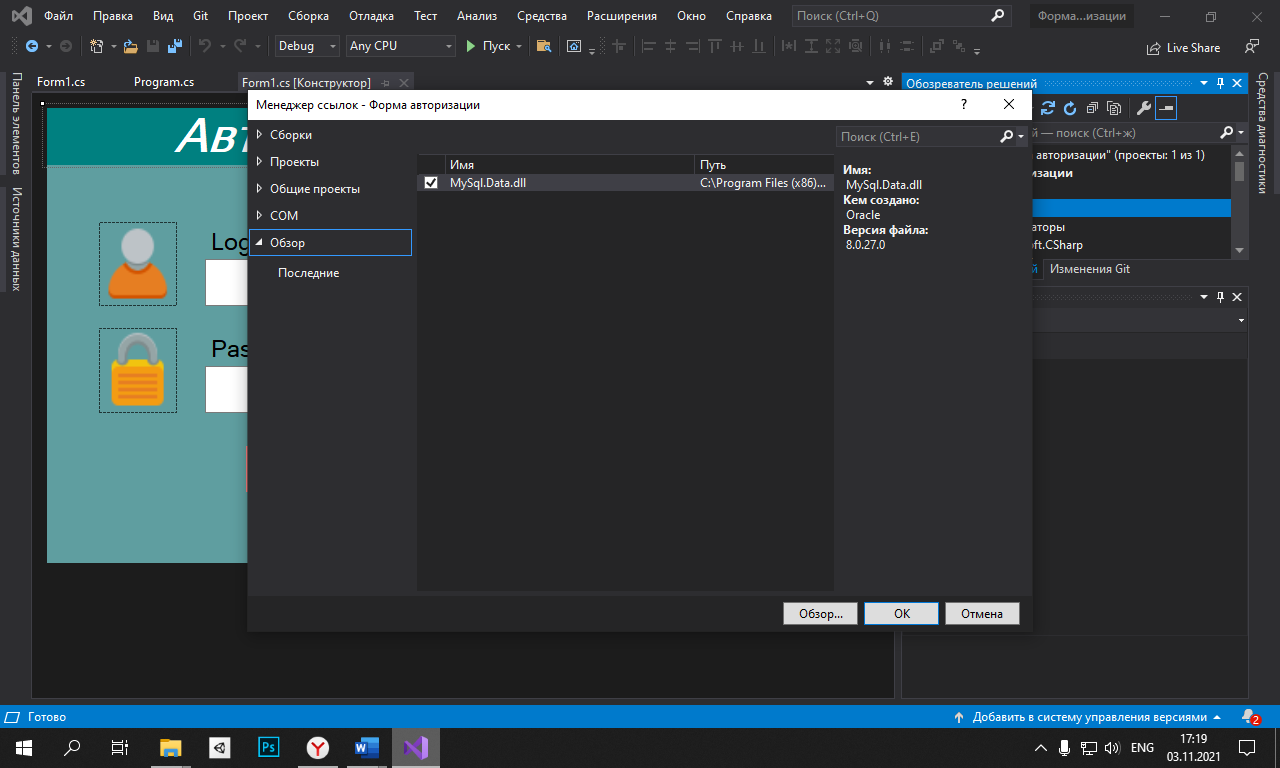 Файл Правка Вид Git Проект Сборка Отладка Тест Анализ Средства Расширения Окно Справка Поиск (Ctrl+Q) Форма...изации
Debug Any CPU Пуск Live Share
Панель элементов
Источники данных
Form1.cs Program.cs Form1.cs [Конструктор]
Обозреватель решений
Средства диагностики
Менеджер ссылок - Форма авторизации ?
Сборки
Проекты
Общие проекты
COM
Обзор
Последние
Поиск (Ctrl+E)
Имя Путь
MySql.Data.dll C:\Program Files (x86)...
Имя:
MySql.Data.dll
Кем создано:
Oracle
Версия файла:
8.0.27.0
й — поиск (Ctrl+ж)
авторизации" (проекты: 1 из 1)
изации
аторы
oft.CSharp
й Изменения Git
Авт
Log
Pas
Обзор... ОК Отмена
Готово Добавить в систему управления версиями 2
Ps
ENG 17:19
03.11.2021